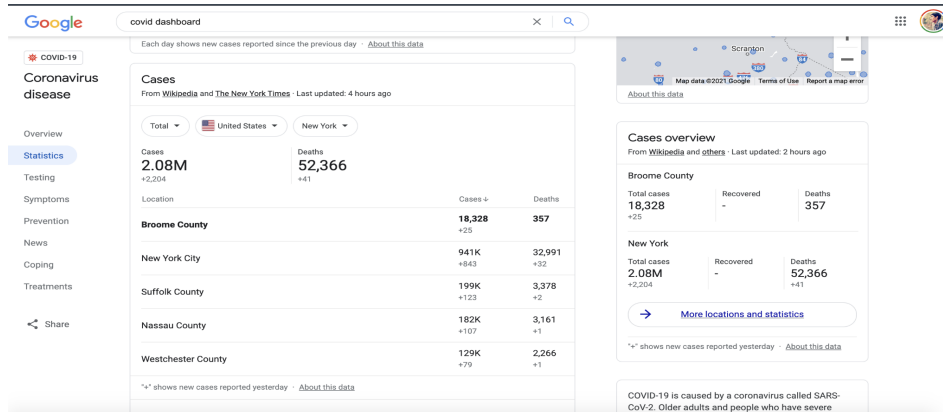 Google
covid dashboard
COVID-19
Coronavirus
disease
Overview
Statistics
Testing
Symptoms
Prevention
News
Coping
Treatments
Share
Each day shows new cases reported since the previous day · About this data
Cases
From Wikipedia and The New York Times · Last updated: 4 hours ago
Total
United States
New York
Cases Deaths
2.08M 52,366
+2,204 +41
Location Cases↓ Deaths
Broome County 18,328 357
+25
New York City 941K 32,991
+843 +32
Suffolk County 199K 3,378
+123 +2
Nassau County 182K 3,161
+107 +1
Westchester County 129K 2,266
+79 +1
"+" shows new cases reported yesterday · About this data
Scranton
84
380
80
Map data ©2021 Google Terms of Use Report a map error
About this data
Cases overview
From Wikipedia and others · Last updated: 2 hours ago
Broome County
Total cases Recovered Deaths
18,328 - 357
+25
New York
Total cases Recovered Deaths
2.08M - 52,366
+2,204 +41
More locations and statistics
"+" shows new cases reported yesterday · About this data
COVID-19 is caused by a coronavirus called SARS-
CoV-2. Older adults and people who have severe